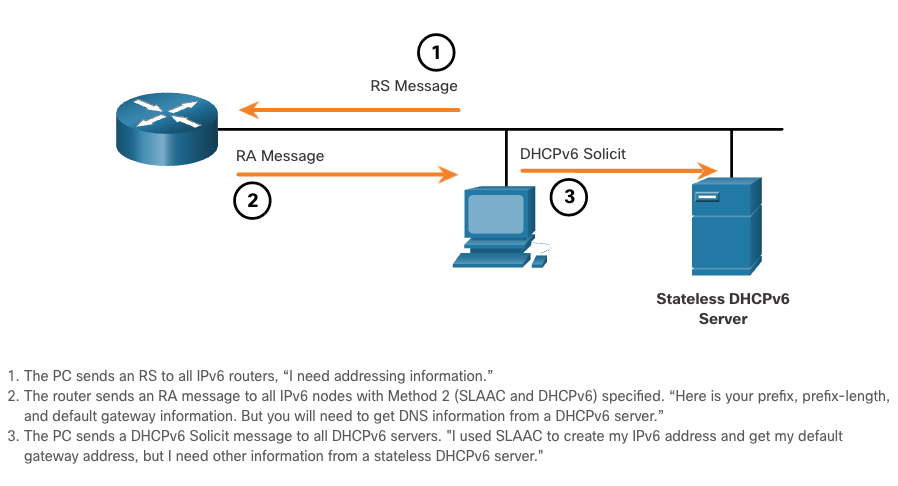 1
RS Message
RA Message
DHCPv6 Solicit
2
3
Stateless DHCPv6
Server
1. The PC sends an RS to all IPv6 routers, “I need addressing information.”
2. The router sends an RA message to all IPv6 nodes with Method 2 (SLAAC and DHCPv6) specified. “Here is your prefix, prefix-length,
and default gateway information. But you will need to get DNS information from a DHCPv6 server.”
3. The PC sends a DHCPv6 Solicit message to all DHCPv6 servers. "I used SLAAC to create my IPv6 address and get my default
gateway address, but I need other information from a stateless DHCPv6 server."